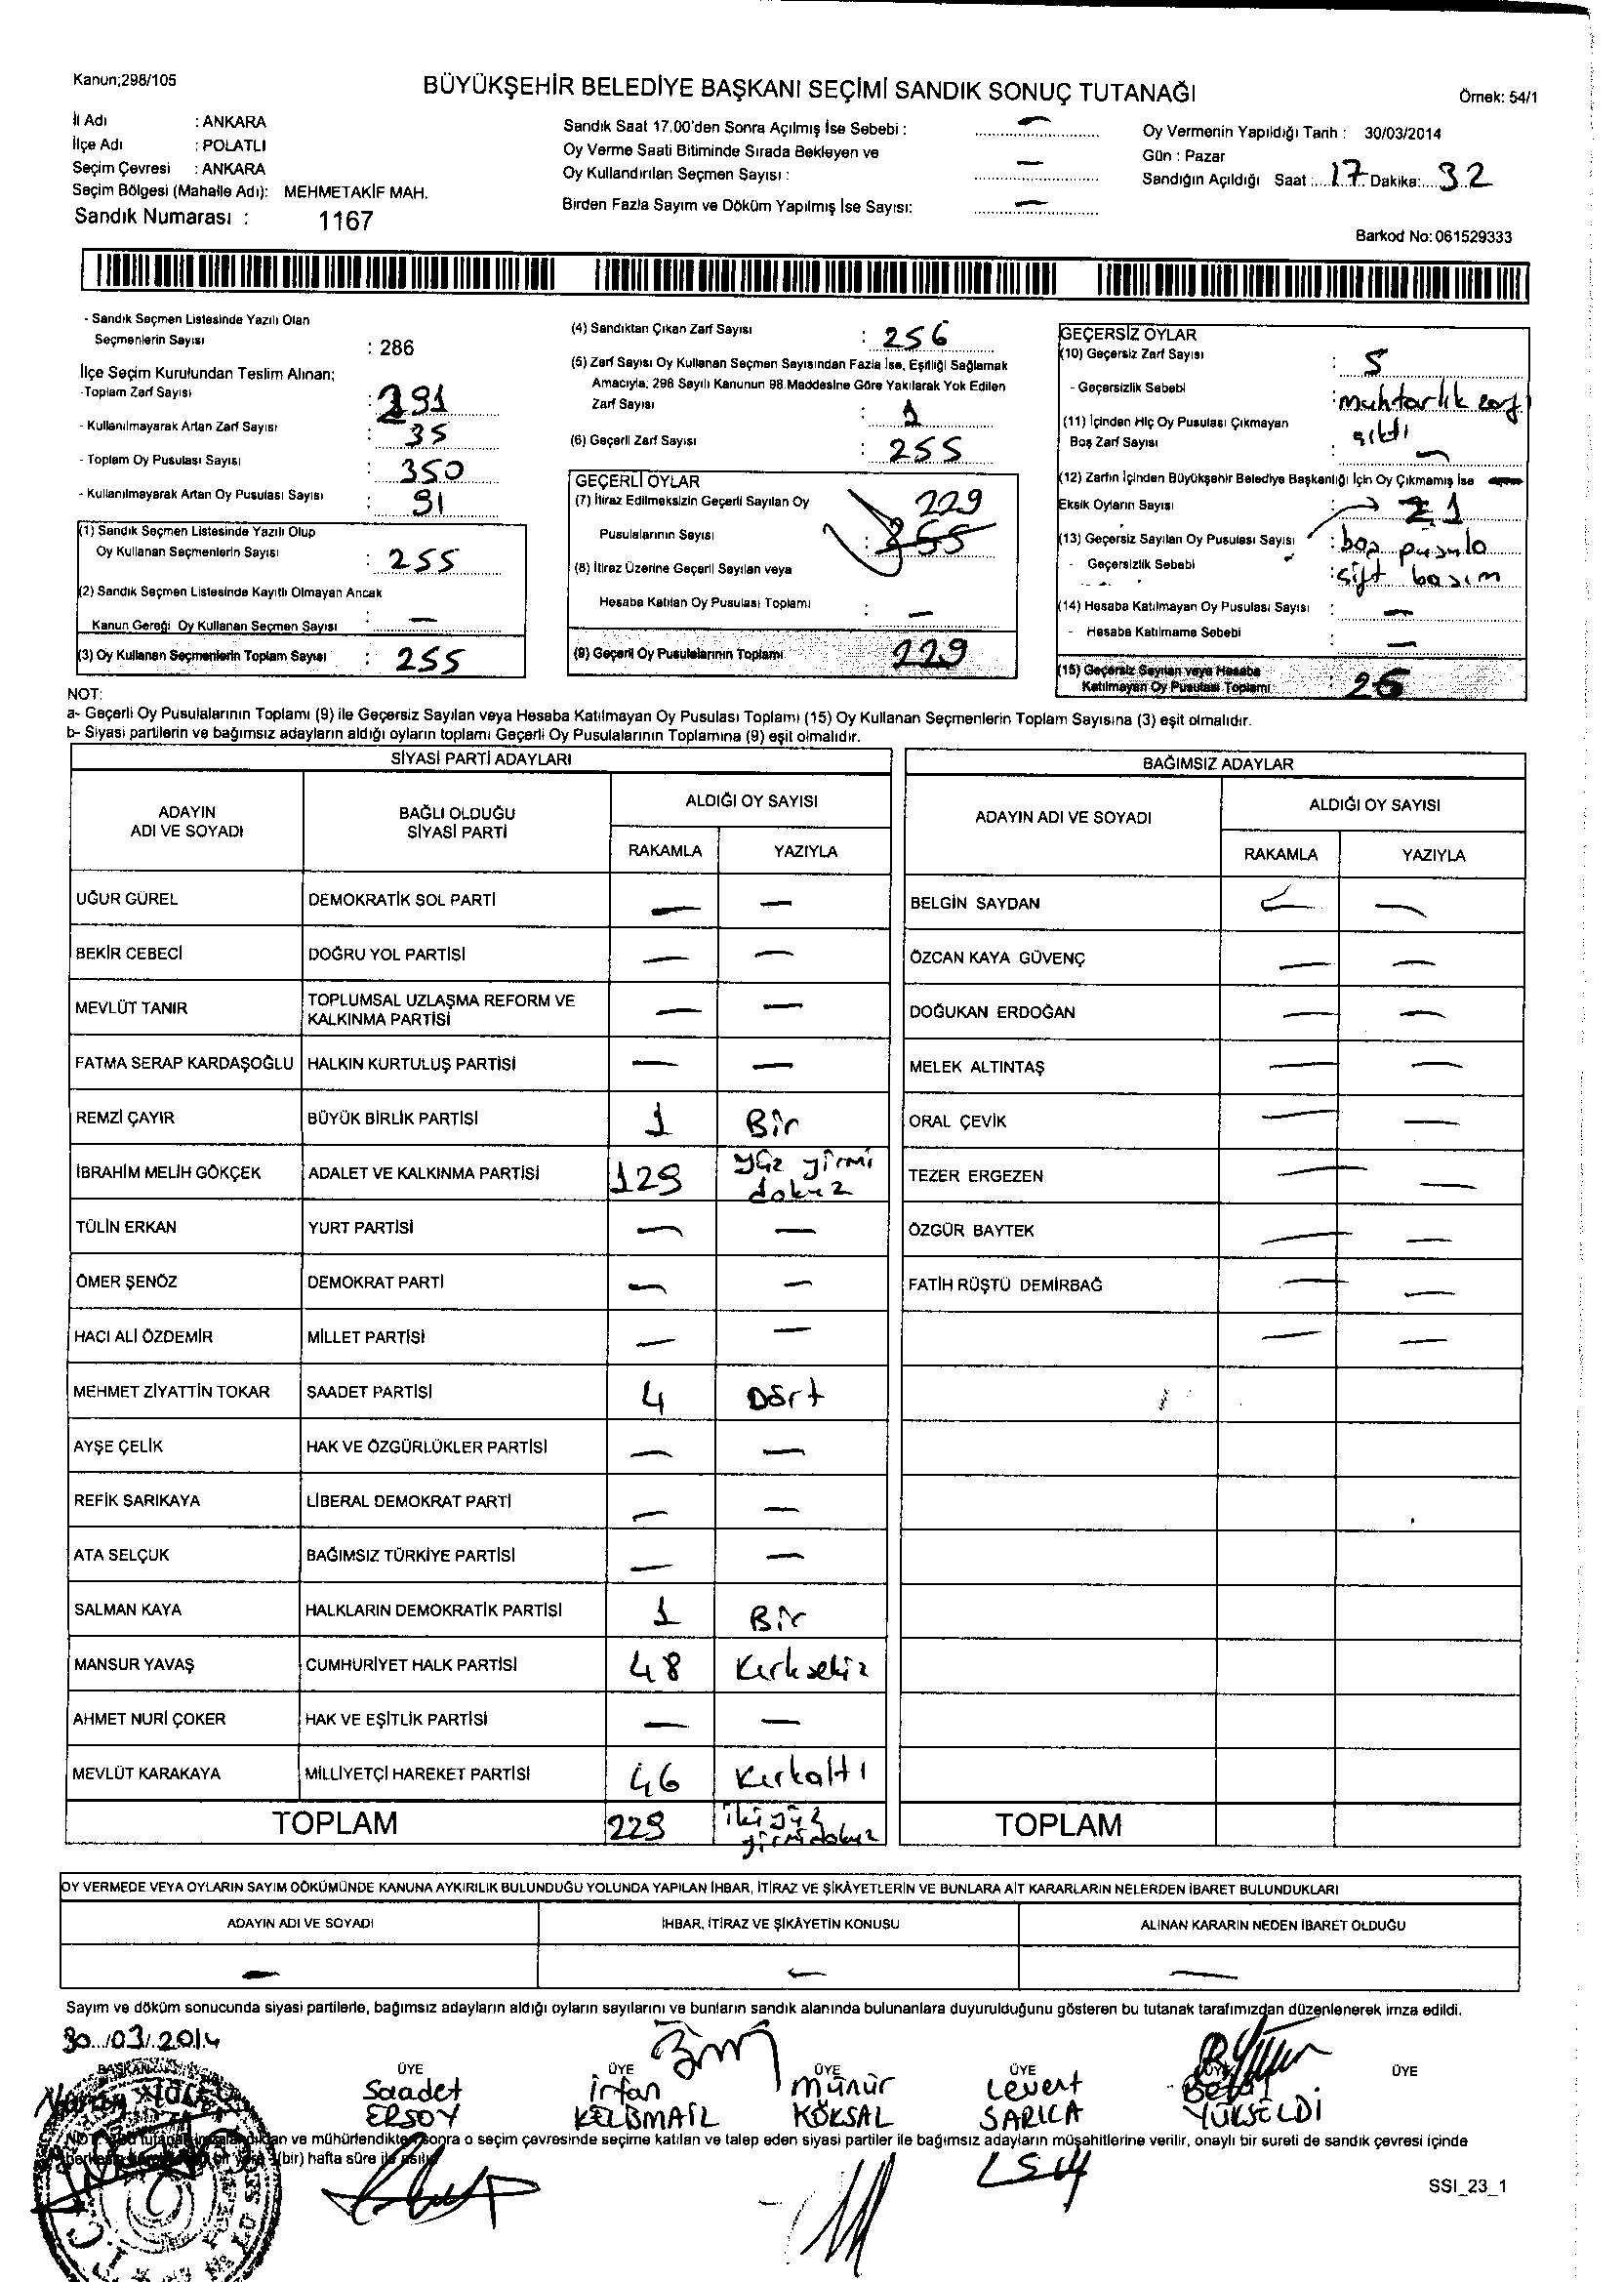 Kanun;298/105
BÜYÜKŞEHİR BELEDİYE BAŞKANI SEÇİMİ SANDIK SONUÇ TUTANAĞI
Örnek: 54/1
İl Adı : ANKARA
İlçe Adı : POLATLI
Seçim Çevresi : ANKARA
Seçim Bölgesi (Mahalle Adı): MEHMETAKİF MAH.
Sandık Numarası : 1167
Sandık Saat 17.00'den Sonra Açılmış İse Sebebi : —
Oy Verme Saati Bitiminde Sırada Bekleyen ve
Oy Kullandırılan Seçmen Sayısı : —
Birden Fazla Sayım ve Döküm Yapılmış İse Sayısı: —
Oy Vermenin Yapıldığı Tarih : 30/03/2014
Gün : Pazar
Sandığın Açıldığı Saat :....17... Dakika:....32
Barkod No: 061529333
- Sandık Seçmen Listesinde Yazılı Olan
Seçmenlerin Sayısı : 286
İlçe Seçim Kurulundan Teslim Alınan;
-Toplam Zarf Sayısı : 291
- Kullanılmayarak Artan Zarf Sayısı : 35
- Toplam Oy Pusulası Sayısı : 350
- Kullanılmayarak Artan Oy Pusulası Sayısı : 91
(1) Sandık Seçmen Listesinde Yazılı Olup
Oy Kullanan Seçmenlerin Sayısı : 255
(2) Sandık Seçmen Listesinde Kayıtlı Olmayan Ancak
Kanun Gereği Oy Kullanan Seçmen Sayısı : —
(3) Oy Kullanan Seçmenlerin Toplam Sayısı : 255
(4) Sandıktan Çıkan Zarf Sayısı : 256
(5) Zarf Sayısı Oy Kullanan Seçmen Sayısından Fazla İse, Eşitliği Sağlamak
Amacıyla; 298 Sayılı Kanunun 98.Maddesine Göre Yakılarak Yok Edilen
Zarf Sayısı : 1
(6) Geçerli Zarf Sayısı : 255
GEÇERLİ OYLAR
(7) İtiraz Edilmeksizin Geçerli Sayılan Oy 229
Pusulalarının Sayısı : 255
(8) İtiraz Üzerine Geçerli Sayılan veya
Hesaba Katılan Oy Pusulası Toplamı : —
(9) Geçerli Oy Pusulalarının Toplamı : 229
GEÇERSİZ OYLAR
(10) Geçersiz Zarf Sayısı : 5
- Geçersizlik Sebebi : muhtarlık zarfı
(11) İçinden Hiç Oy Pusulası Çıkmayan çıktı
Boş Zarf Sayısı : —
(12) Zarfın İçinden Büyükşehir Belediye Başkanlığı İçin Oy Çıkmamış İse
Eksik Oyların Sayısı : 21
(13) Geçersiz Sayılan Oy Pusulası Sayısı : boş pusula
- Geçersizlik Sebebi : çift basım
(14) Hesaba Katılmayan Oy Pusulası Sayısı : —
- Hesaba Katılmama Sebebi : —
(15) Geçersiz Sayılan veya Hesaba
Katılmayan Oy Pusulası Toplamı : 26
NOT:
a- Geçerli Oy Pusulalarının Toplamı (9) ile Geçersiz Sayılan veya Hesaba Katılmayan Oy Pusulası Toplamı (15) Oy Kullanan Seçmenlerin Toplam Sayısına (3) eşit olmalıdır.
b- Siyasi partilerin ve bağımsız adayların aldığı oyların toplamı Geçerli Oy Pusulalarının Toplamına (9) eşit olmalıdır.
SİYASİ PARTİ ADAYLARI
ADAYIN ADI VE SOYADI BAĞLI OLDUĞU SİYASİ PARTİ ALDIĞI OY SAYISI
RAKAMLA YAZIYLA
UĞUR GÜREL DEMOKRATİK SOL PARTİ — —
BEKİR CEBECİ DOĞRU YOL PARTİSİ — —
MEVLÜT TANIR TOPLUMSAL UZLAŞMA REFORM VE KALKINMA PARTİSİ — —
FATMA SERAP KARDAŞOĞLU HALKIN KURTULUŞ PARTİSİ — —
REMZİ ÇAYIR BÜYÜK BİRLİK PARTİSİ 1 Bir
İBRAHİM MELİH GÖKÇEK ADALET VE KALKINMA PARTİSİ 129 yüz yirmi dokuz
TÜLİN ERKAN YURT PARTİSİ — —
ÖMER ŞENÖZ DEMOKRAT PARTİ — —
HACI ALİ ÖZDEMİR MİLLET PARTİSİ — —
MEHMET ZİYATTİN TOKAR SAADET PARTİSİ 4 Dört
AYŞE ÇELİK HAK VE ÖZGÜRLÜKLER PARTİSİ — —
REFİK SARIKAYA LİBERAL DEMOKRAT PARTİ — —
ATA SELÇUK BAĞIMSIZ TÜRKİYE PARTİSİ — —
SALMAN KAYA HALKLARIN DEMOKRATİK PARTİSİ 1 Bir
MANSUR YAVAŞ CUMHURİYET HALK PARTİSİ 48 Kırksekiz
AHMET NURİ ÇOKER HAK VE EŞİTLİK PARTİSİ — —
MEVLÜT KARAKAYA MİLLİYETÇİ HAREKET PARTİSİ 46 Kırkaltı
TOPLAM 229 ikiyüz yirmidokuz
BAĞIMSIZ ADAYLAR
ADAYIN ADI VE SOYADI ALDIĞI OY SAYISI
RAKAMLA YAZIYLA
BELGİN SAYDAN — —
ÖZCAN KAYA GÜVENÇ — —
DOĞUKAN ERDOĞAN — —
MELEK ALTINTAŞ — —
ORAL ÇEVİK — —
TEZER ERGEZEN — —
ÖZGÜR BAYTEK — —
FATİH RÜŞTÜ DEMİRBAĞ — —
— —
TOPLAM
OY VERMEDE VEYA OYLARIN SAYIM DÖKÜMÜNDE KANUNA AYKIRILIK BULUNDUĞU YOLUNDA YAPILAN İHBAR, İTİRAZ VE ŞİKÂYETLERİN VE BUNLARA AİT KARARLARIN NELERDEN İBARET BULUNDUKLARI
ADAYIN ADI VE SOYADI İHBAR, İTİRAZ VE ŞİKÂYETİN KONUSU ALINAN KARARIN NEDEN İBARET OLDUĞU
— — —
Sayım ve döküm sonucunda siyasi partilerle, bağımsız adayların aldığı oyların sayılarını ve bunların sandık alanında bulunanlara duyurulduğunu gösteren bu tutanak tarafımızdan düzenlenerek imza edildi.
30../03/.2014
BAŞKAN ÜYE ÜYE ÜYE ÜYE ÜYE ÜYE
Saadet İrfan Münür Levent
ERSOY KÖKSAL SARICA YÜKSELDİ
ve mühürlendikten sonra o seçim çevresinde seçime katılan ve talep eden siyasi partiler ile bağımsız adayların müşahitlerine verilir, onaylı bir sureti de sandık çevresi içinde
(bir) hafta süre ile asılır
SSI_23_1